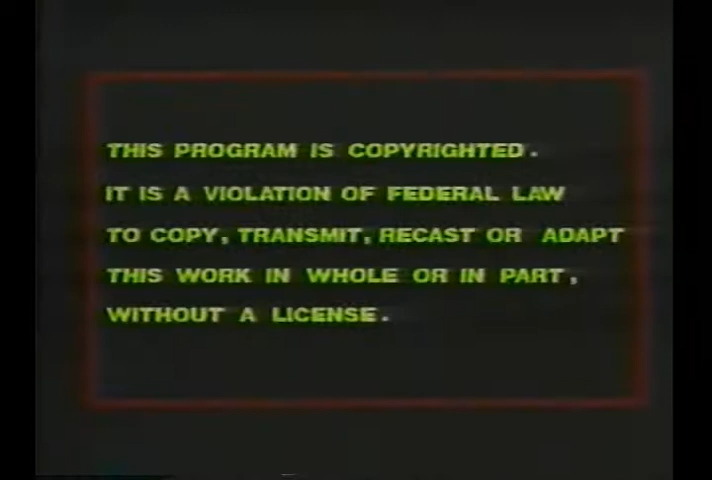 THIS PROGRAM IS COPYRIGHTED.
IT IS A VIOLATION OF FEDERAL LAW
TO COPY, TRANSMIT, RECAST OR ADAPT
THIS WORK IN WHOLE OR IN PART,
WITHOUT A LICENSE.